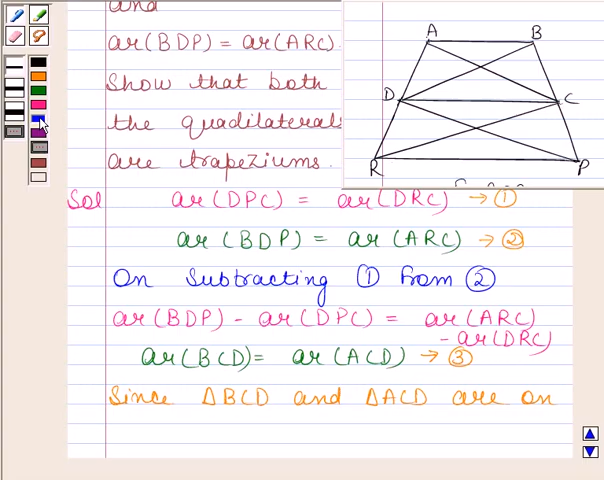 and
ar(BDP) = ar(ARC).
Show that both
the quadilaterals
are trapeziums.
Sol ar(DPC) = ar(DRC) → ①
ar(BDP) = ar(ARC) → ②
On Subtracting ① from ②
ar(BDP) - ar(DPC) = ar(ARC)
- ar(DRC)
ar(BCD) = ar(ACD) → ③
Since ΔBCD and ΔACD are on
A B
D C
R P